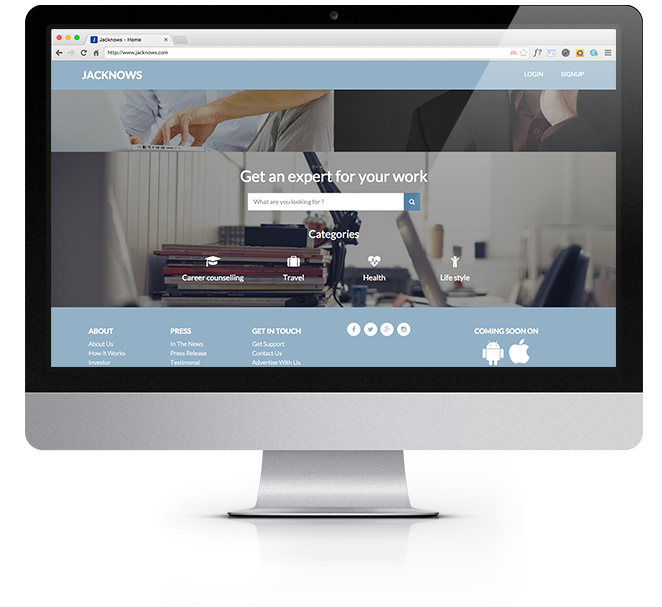 Jacknows - Home
http://www.jacknows.com
JACKNOWS LOGIN SIGNUP
Get an expert for your work
What are you looking for ?
Categories
Career counselling Travel Health Life style
ABOUT PRESS GET IN TOUCH COMING SOON ON
About Us In The News Get Support
How It Works Press Release Contact Us
Investor Testimonal Advertise With Us